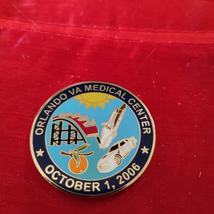 ORLANDO VA MEDICAL CENTER
OCTOBER 1, 2006